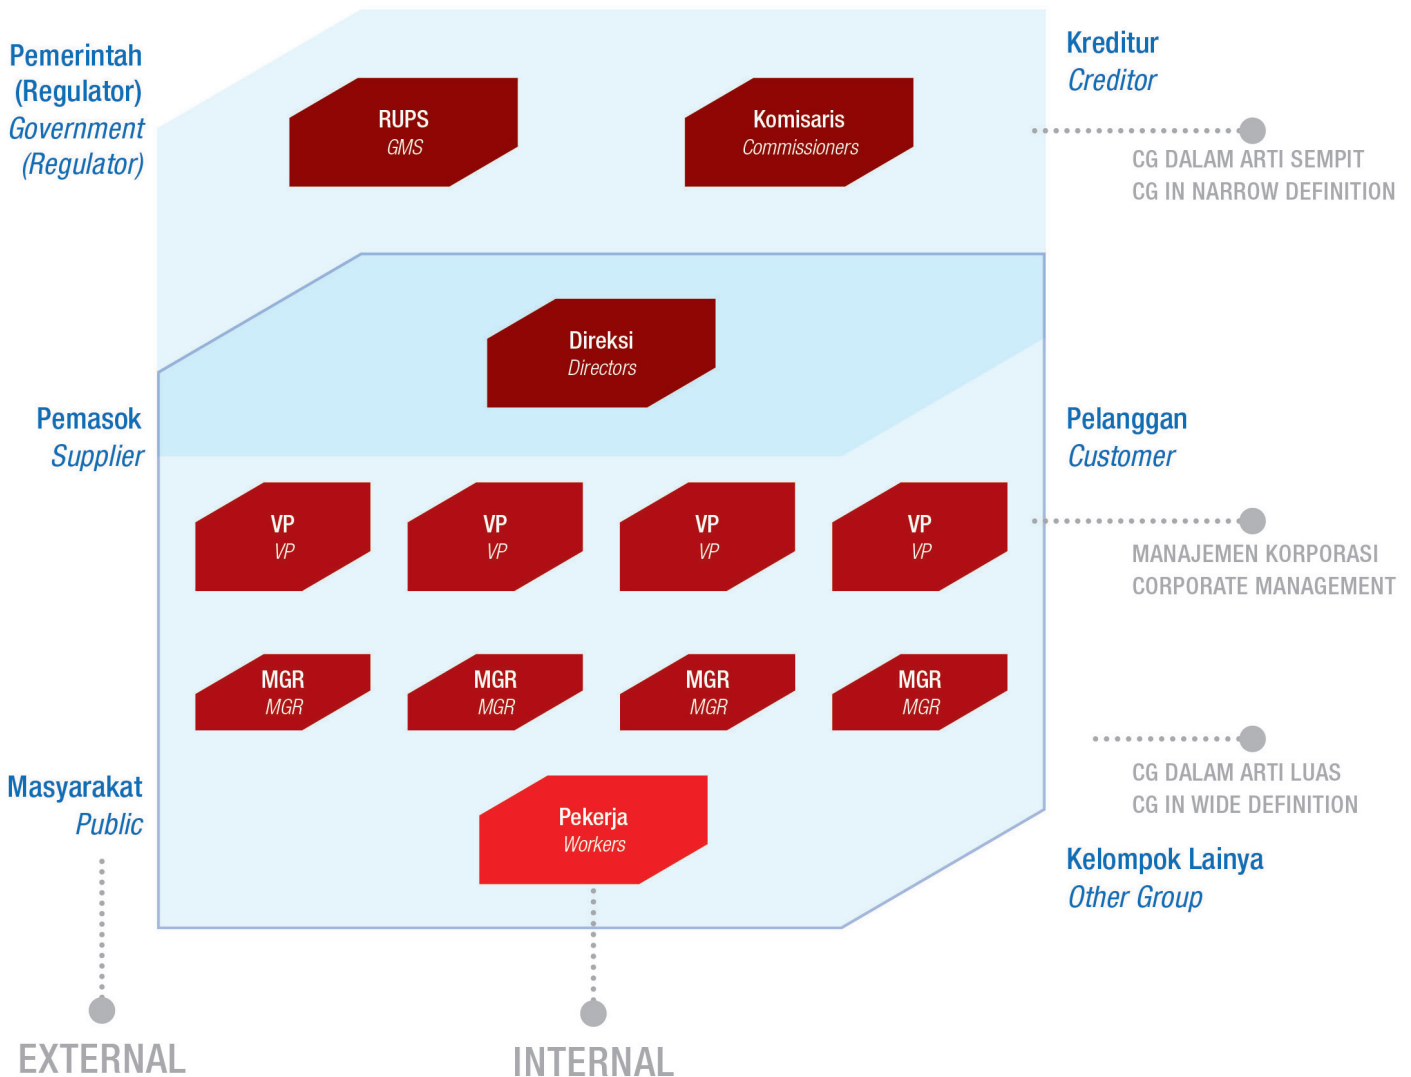 Pemerintah
(Regulator)
Government
(Regulator)
Kreditur
Creditor
RUPS
GMS
Komisaris
Commissioners
CG DALAM ARTI SEMPIT
CG IN NARROW DEFINITION
Direksi
Directors
Pemasok
Supplier
Pelanggan
Customer
VP
VP
VP
VP
VP
VP
VP
VP
MANAJEMEN KORPORASI
CORPORATE MANAGEMENT
MGR
MGR
MGR
MGR
MGR
MGR
MGR
MGR
CG DALAM ARTI LUAS
CG IN WIDE DEFINITION
Masyarakat
Public
Pekerja
Workers
Kelompok Lainya
Other Group
EXTERNAL
INTERNAL